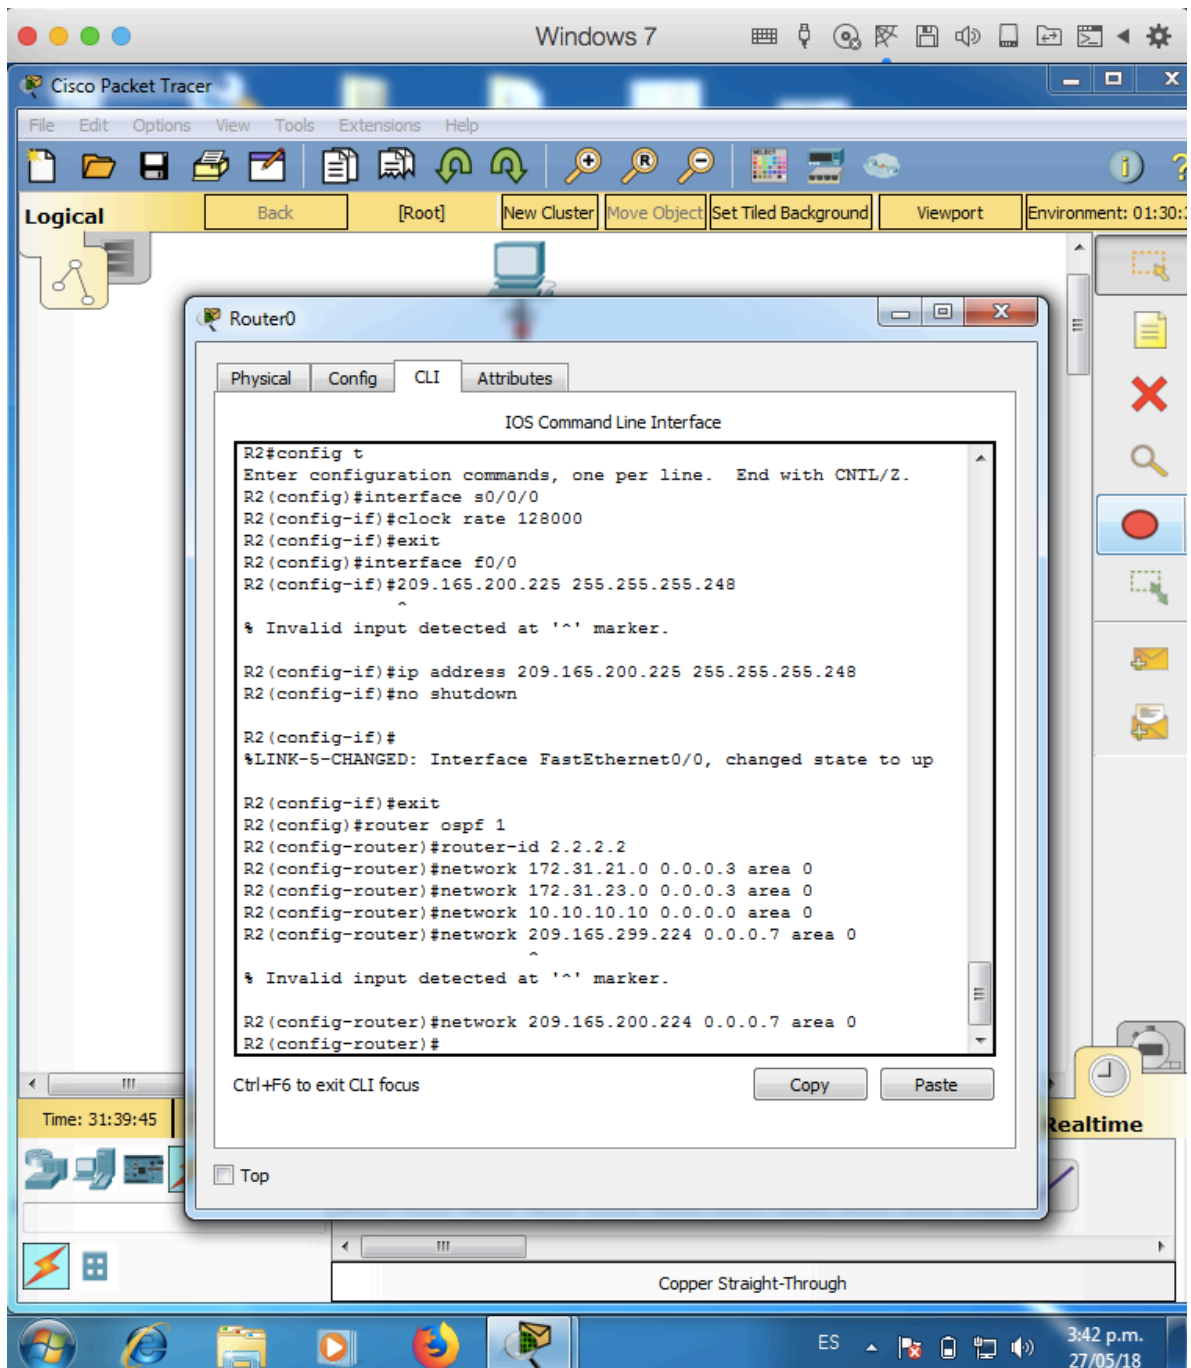 Windows 7
Cisco Packet Tracer
File Edit Options View Tools Extensions Help
Logical Back [Root] New Cluster Move Object Set Tiled Background Viewport Environment: 01:30:
Router0
Physical Config CLI Attributes
IOS Command Line Interface
R2#config t
Enter configuration commands, one per line.  End with CNTL/Z.
R2(config)#interface s0/0/0
R2(config-if)#clock rate 128000
R2(config-if)#exit
R2(config)#interface f0/0
R2(config-if)#209.165.200.225 255.255.255.248
^
% Invalid input detected at '^' marker.
R2(config-if)#ip address 209.165.200.225 255.255.255.248
R2(config-if)#no shutdown
R2(config-if)#
%LINK-5-CHANGED: Interface FastEthernet0/0, changed state to up
R2(config-if)#exit
R2(config)#router ospf 1
R2(config-router)#router-id 2.2.2.2
R2(config-router)#network 172.31.21.0 0.0.0.3 area 0
R2(config-router)#network 172.31.23.0 0.0.0.3 area 0
R2(config-router)#network 10.10.10.10 0.0.0.0 area 0
R2(config-router)#network 209.165.299.224 0.0.0.7 area 0
^
% Invalid input detected at '^' marker.
R2(config-router)#network 209.165.200.224 0.0.0.7 area 0
R2(config-router)#
Ctrl+F6 to exit CLI focus Copy Paste
Time: 31:39:45 Realtime
Top
Copper Straight-Through
ES 3:42 p.m.
27/05/18